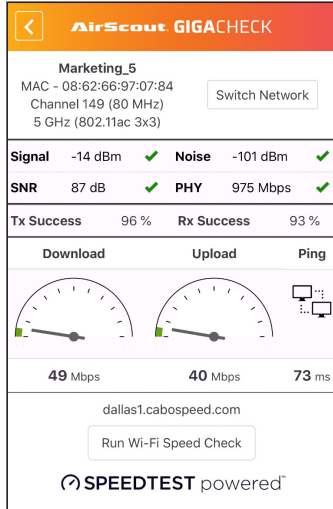 AirScout. GIGACHECK
Marketing_5
MAC - 08:62:66:97:07:84
Channel 149 (80 MHz)
5 GHz (802.11ac 3x3)
Switch Network
Signal -14 dBm ✔ Noise -101 dBm ✔
SNR 87 dB ✔ PHY 975 Mbps ✔
Tx Success 96 % Rx Success 93 %
Download Upload Ping
49 Mbps 40 Mbps 73 ms
dallas1.cabospeed.com
Run Wi-Fi Speed Check
SPEEDTEST powered™